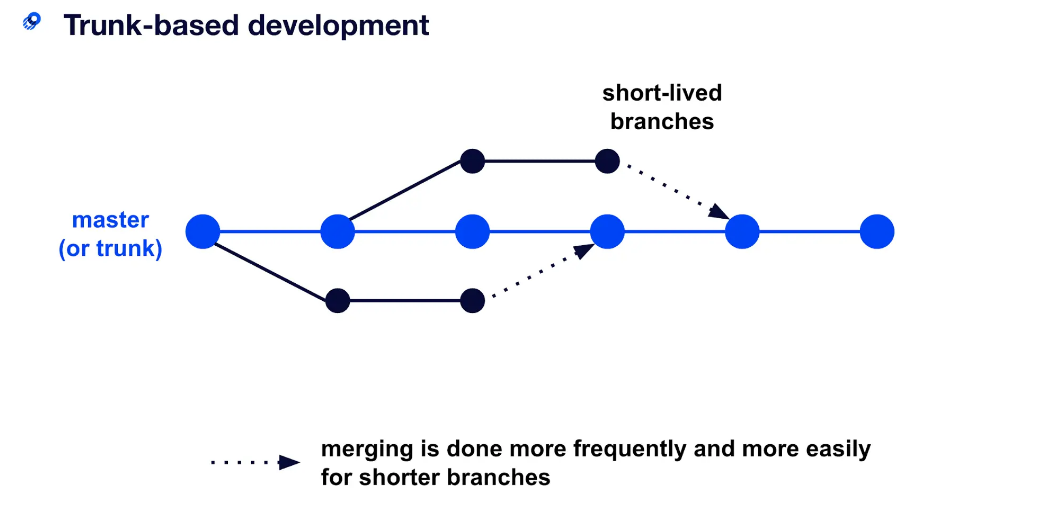 Trunk-based development
short-lived
branches
master
(or trunk)
merging is done more frequently and more easily
for shorter branches